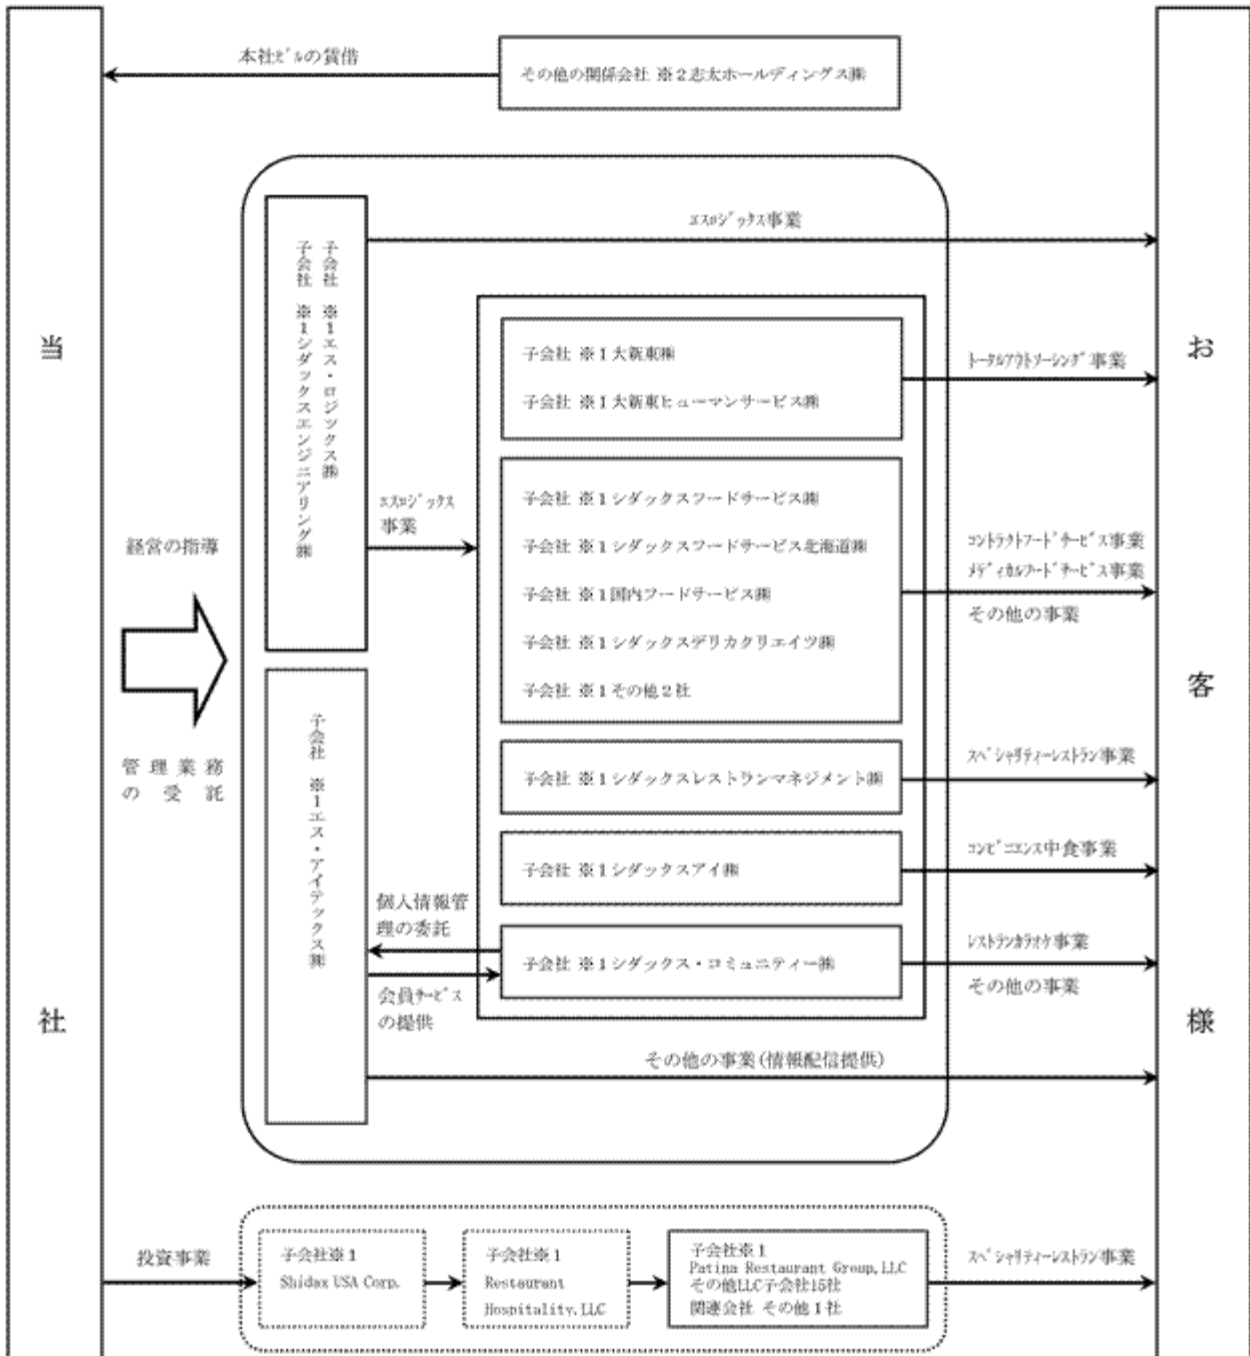 本社ビルの賃借
その他の関係会社 ※2志太ホールディングス㈱
当
社
お
客
様
経営の指導
管理業務
の受託
子会社 ※1エス・ロジックス㈱
子会社 ※1シダックスエンジニアリング㈱
エスロジックス事業
エスロジックス
事業
子会社 ※1大新東㈱
子会社 ※1大新東ヒューマンサービス㈱
トータルアウトソーシング事業
子会社 ※1シダックスフードサービス㈱
子会社 ※1シダックスフードサービス北海道㈱
子会社 ※1国内フードサービス㈱
子会社 ※1シダックスデリカクリエイツ㈱
子会社 ※1その他2社
コントラクトフードサービス事業
メディカルフードサービス事業
その他の事業
子会社 ※1シダックスレストランマネジメント㈱
スペシャリティーレストラン事業
子会社 ※1シダックスアイ㈱
コンビニエンス中食事業
子会社 ※1エス・アイテックス㈱
個人情報管
理の委託
会員サービス
の提供
子会社 ※1シダックス・コミュニティー㈱
レストランカラオケ事業
その他の事業
その他の事業(情報配信提供)
投資事業
子会社※1
Shidax USA Corp.
子会社※1
Restaurant
Hospitality,LLC
子会社※1
Patina Restaurant Group,LLC
その他LLC子会社15社
関連会社 その他1社
スペシャリティーレストラン事業